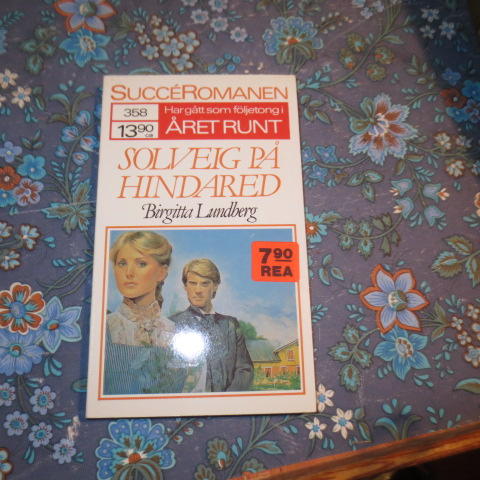 SUCCÉROMANEN
358
Har gått som följetong i
13.90
ÅRET RUNT
SOLVEIG PÅ
HINDARED
Birgitta Lundberg
7.90
REA